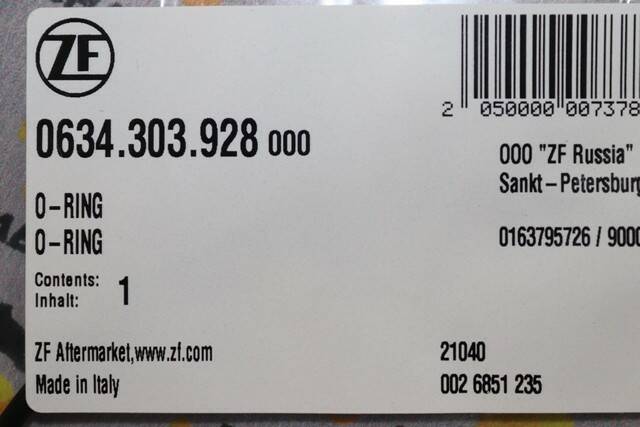 ZF
2 050000 007378
0634.303.928 000
000 "ZF Russia"
Sankt-Petersburg
O-RING
O-RING
0163795726 / 9000
Contents:
Inhalt: 1
ZF Aftermarket,www.zf.com
21040
Made in Italy
002 6851 235